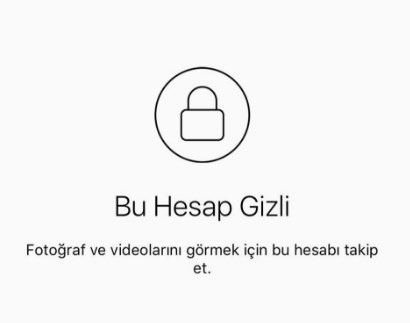 Bu Hesap Gizli
Fotoğraf ve videolarını görmek için bu hesabı takip
et.